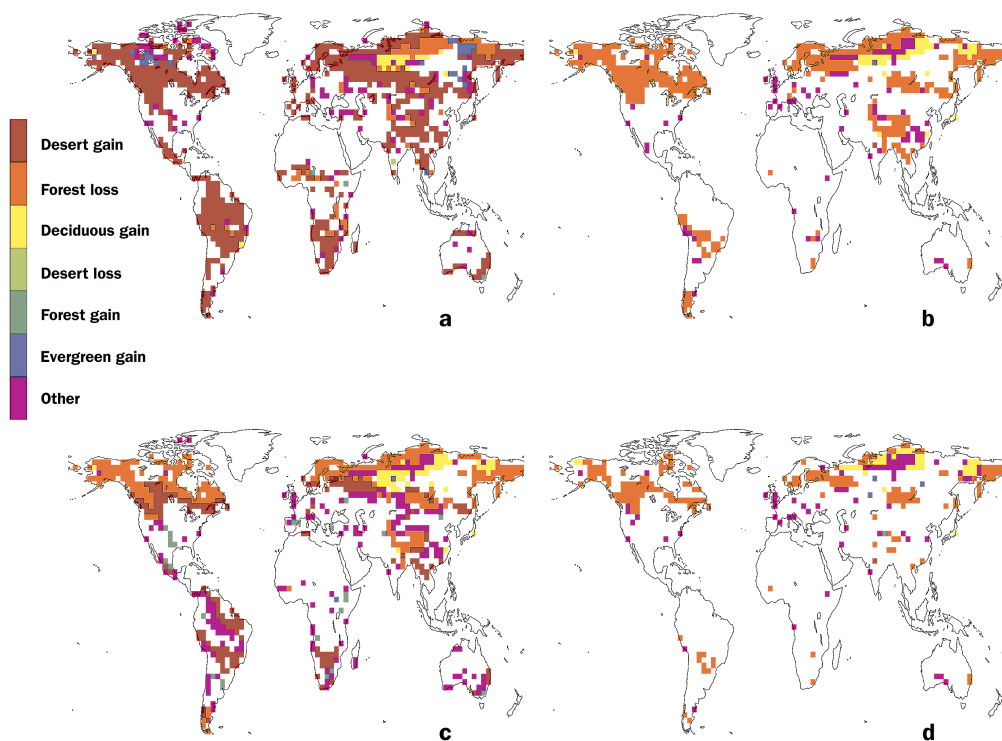 Desert gain
Forest loss
Deciduous gain
Desert loss
Forest gain
Evergreen gain
Other
a
b
c
d